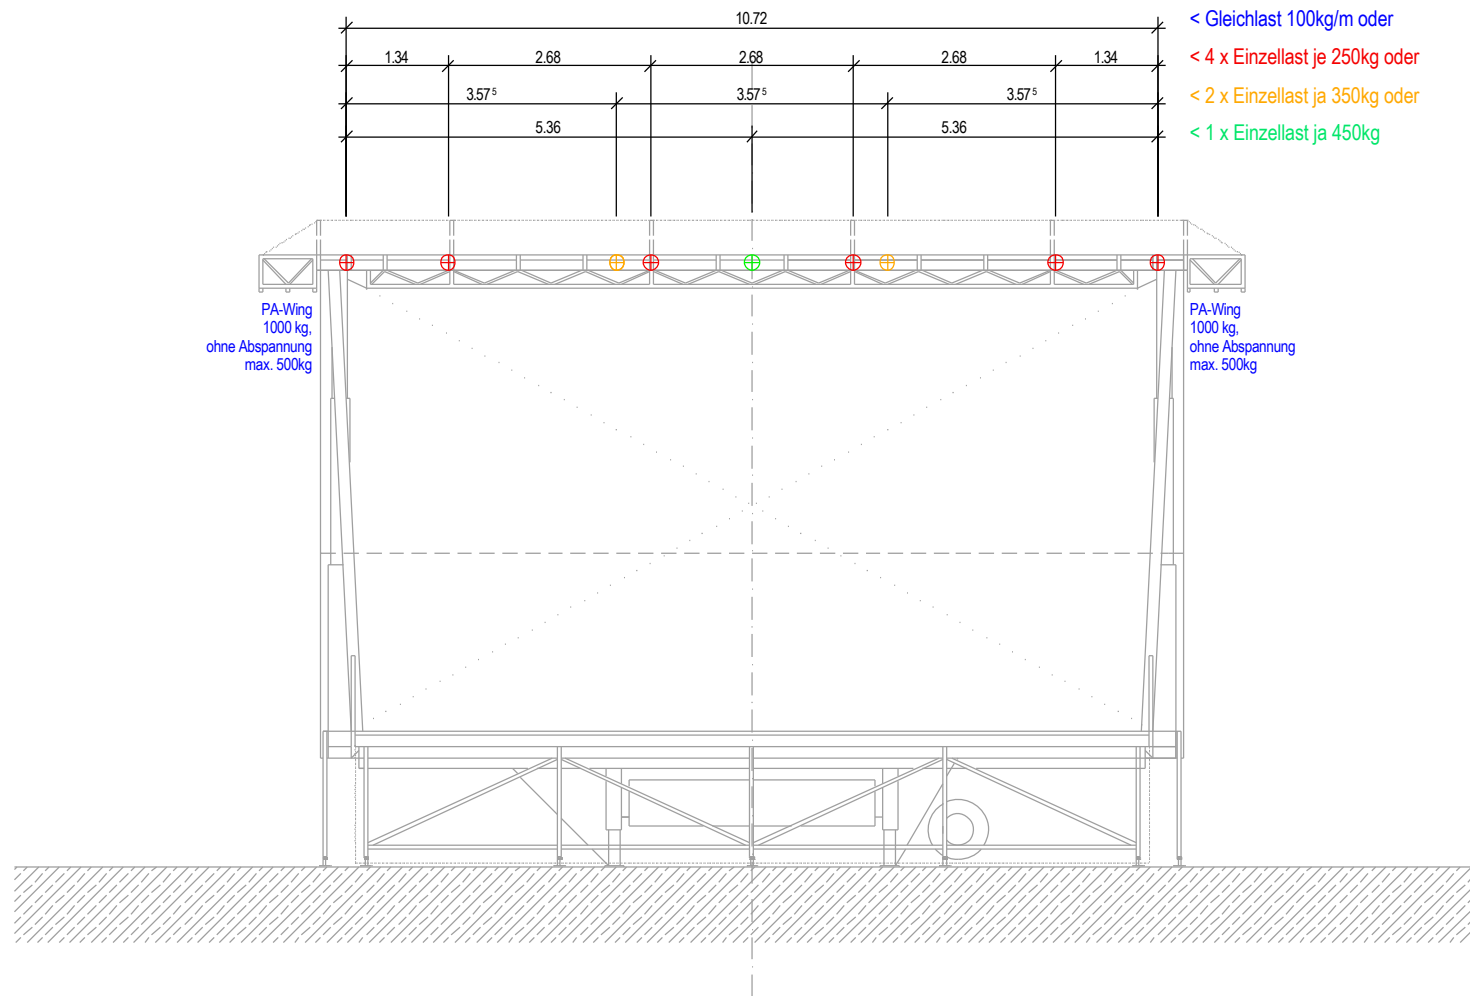 10.72
< Gleichlast 100kg/m oder
1.34 2.68 2.68 2.68 1.34
< 4 x Einzellast je 250kg oder
3.57⁵ 3.57⁵ 3.57⁵
< 2 x Einzellast ja 350kg oder
5.36 5.36
< 1 x Einzellast ja 450kg
PA-Wing
1000 kg,
ohne Abspannung
max. 500kg
PA-Wing
1000 kg,
ohne Abspannung
max. 500kg